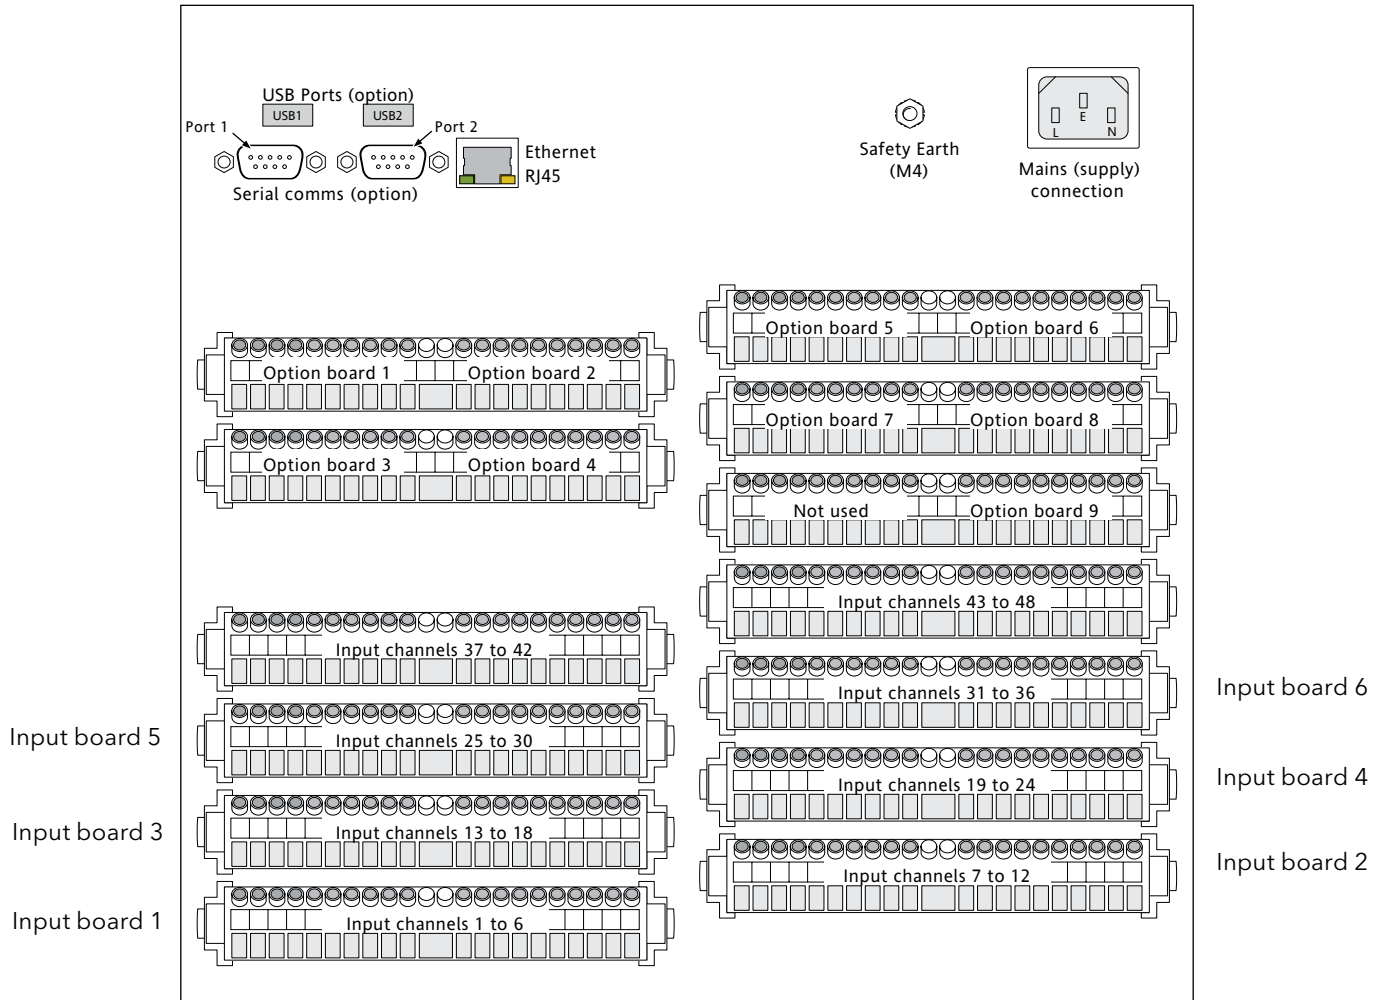 USB Ports (option)
USB1
USB2
Port 1
Port 2
Ethernet
RJ45
Serial comms (option)
Safety Earth
(M4)
L
E
N
Mains (supply)
connection
Option board 5
Option board 6
Option board 1
Option board 2
Option board 7
Option board 8
Option board 3
Option board 4
Not used
Option board 9
Input channels 43 to 48
Input channels 37 to 42
Input channels 31 to 36
Input board 6
Input board 5
Input channels 25 to 30
Input channels 19 to 24
Input board 4
Input board 3
Input channels 13 to 18
Input channels 7 to 12
Input board 2
Input board 1
Input channels 1 to 6